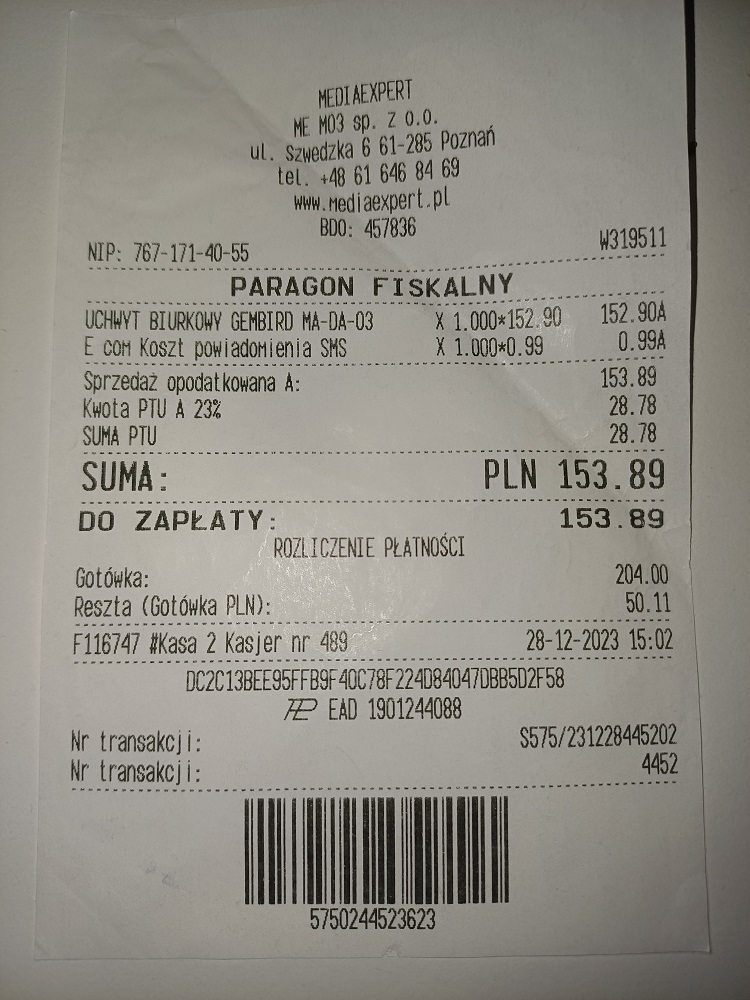 MEDIAEXPERT
ME M03 sp. z o.o.
ul. Szwedzka 6 61-285 Poznań
tel. +48 61 646 84 69
www.mediaexpert.pl
BDO: 457836
NIP: 767-171-40-55 W319511
PARAGON FISKALNY
UCHWYT BIURKOWY GEMBIRD MA-DA-03 X 1.000*152.90 152.90A
E com Koszt powiadomienia SMS X 1.000*0.99 0.99A
Sprzedaż opodatkowana A: 153.89
Kwota PTU A 23% 28.78
SUMA PTU 28.78
SUMA: PLN 153.89
DO ZAPŁATY: 153.89
ROZLICZENIE PŁATNOŚCI
Gotówka: 204.00
Reszta (Gotówka PLN): 50.11
F116747 #Kasa 2 Kasjer nr 489 28-12-2023 15:02
DC2C13BEE95FFB9F40C78F224D84047DBB5D2F58
EAD 1901244088
Nr transakcji: S575/231228445202
Nr transakcji: 4452
5750244523623